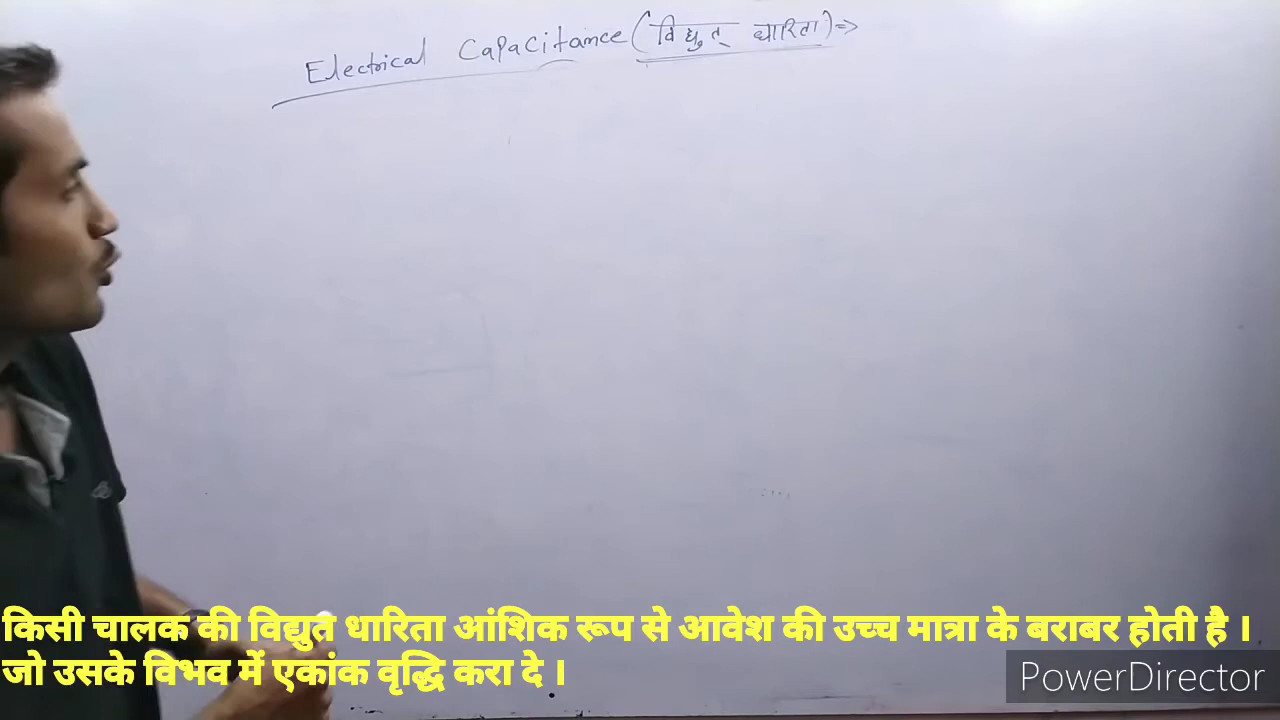 Electrical Capacitance (विद्युत् धारिता) =>
किसी चालक की विद्युत धारिता आंशिक रूप से आवेश की उच्च मात्रा के बराबर होती है ।
जो उसके विभव में एकांक वृद्धि करा दे ।
PowerDirector